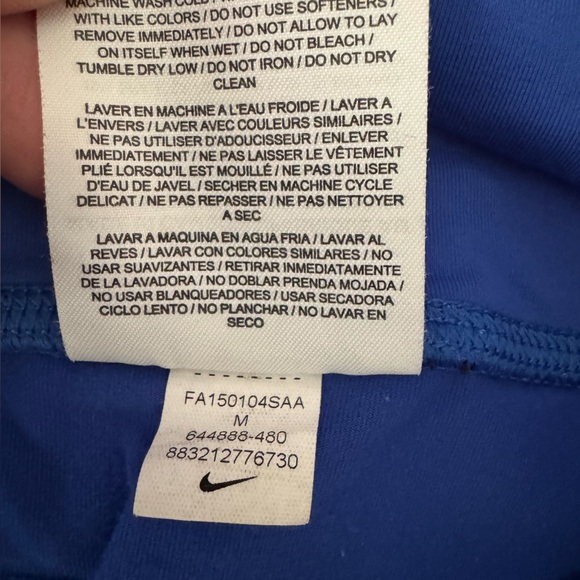 MACHINE WASH COLD
WITH LIKE COLORS / DO NOT USE SOFTENERS /
REMOVE IMMEDIATELY / DO NOT ALLOW TO LAY
ON ITSELF WHEN WET / DO NOT BLEACH /
TUMBLE DRY LOW / DO NOT IRON / DO NOT DRY
CLEAN
LAVER EN MACHINE A L'EAU FROIDE / LAVER A
L'ENVERS / LAVER AVEC COULEURS SIMILAIRES /
NE PAS UTILISER D'ADOUCISSEUR / ENLEVER
IMMEDIATEMENT / NE PAS LAISSER LE VÊTEMENT
PLIÉ LORSQU'IL EST MOUILLÉ / NE PAS UTILISER
D'EAU DE JAVEL / SECHER EN MACHINE CYCLE
DELICAT / NE PAS REPASSER / NE PAS NETTOYER
A SEC
LAVAR A MAQUINA EN AGUA FRIA / LAVAR AL
REVES / LAVAR CON COLORES SIMILARES / NO
USAR SUAVIZANTES / RETIRAR INMEDIATAMENTE
DE LA LAVADORA / NO DOBLAR PRENDA MOJADA /
NO USAR BLANQUEADORES / USAR SECADORA
CICLO LENTO / NO PLANCHAR / NO LAVAR EN
SECO
FA150104SAA
M
644888-480
883212776730